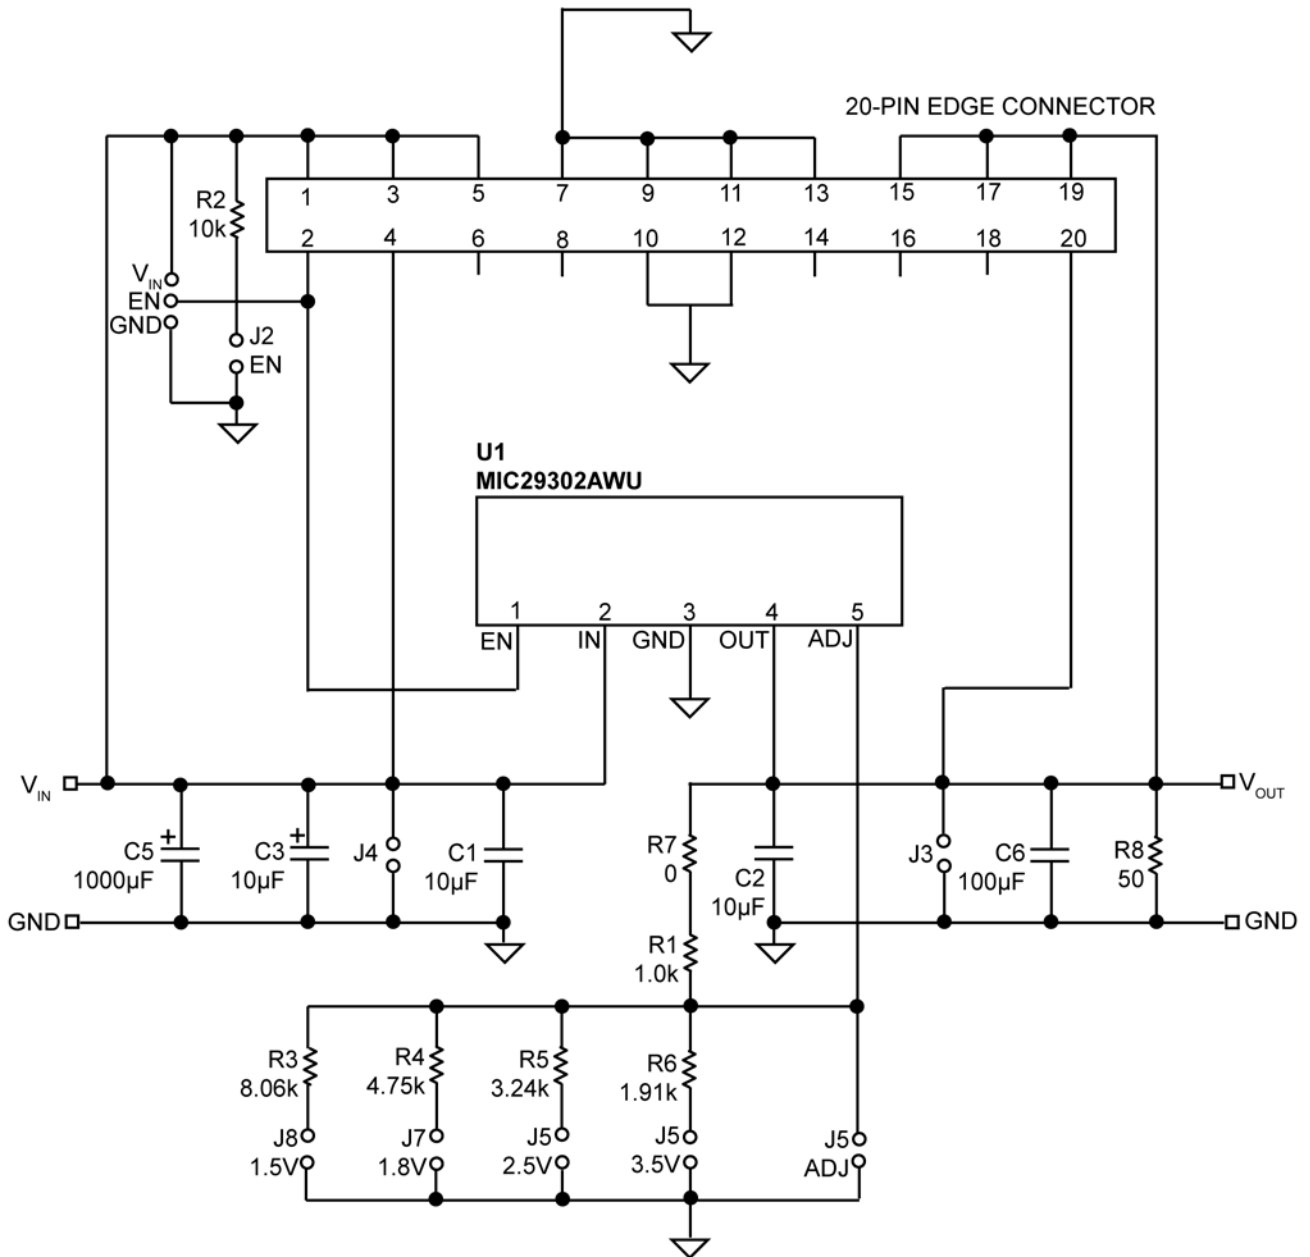 20-PIN EDGE CONNECTOR
1 3 5 7 9 11 13 15 17 19
2 4 6 8 10 12 14 16 18 20
R2
10k
VIN
EN
GND
J2
EN
U1
MIC29302AWU
1 2 3 4 5
EN IN GND OUT ADJ
VIN
VOUT
C5
1000µF
+
C3
10µF
+
J4
C1
10µF
R7
0
C2
10µF
J3
C6
100µF
R8
50
GND
GND
R1
1.0k
R3
8.06k
R4
4.75k
R5
3.24k
R6
1.91k
J8
1.5V
J7
1.8V
J5
2.5V
J5
3.5V
J5
ADJ